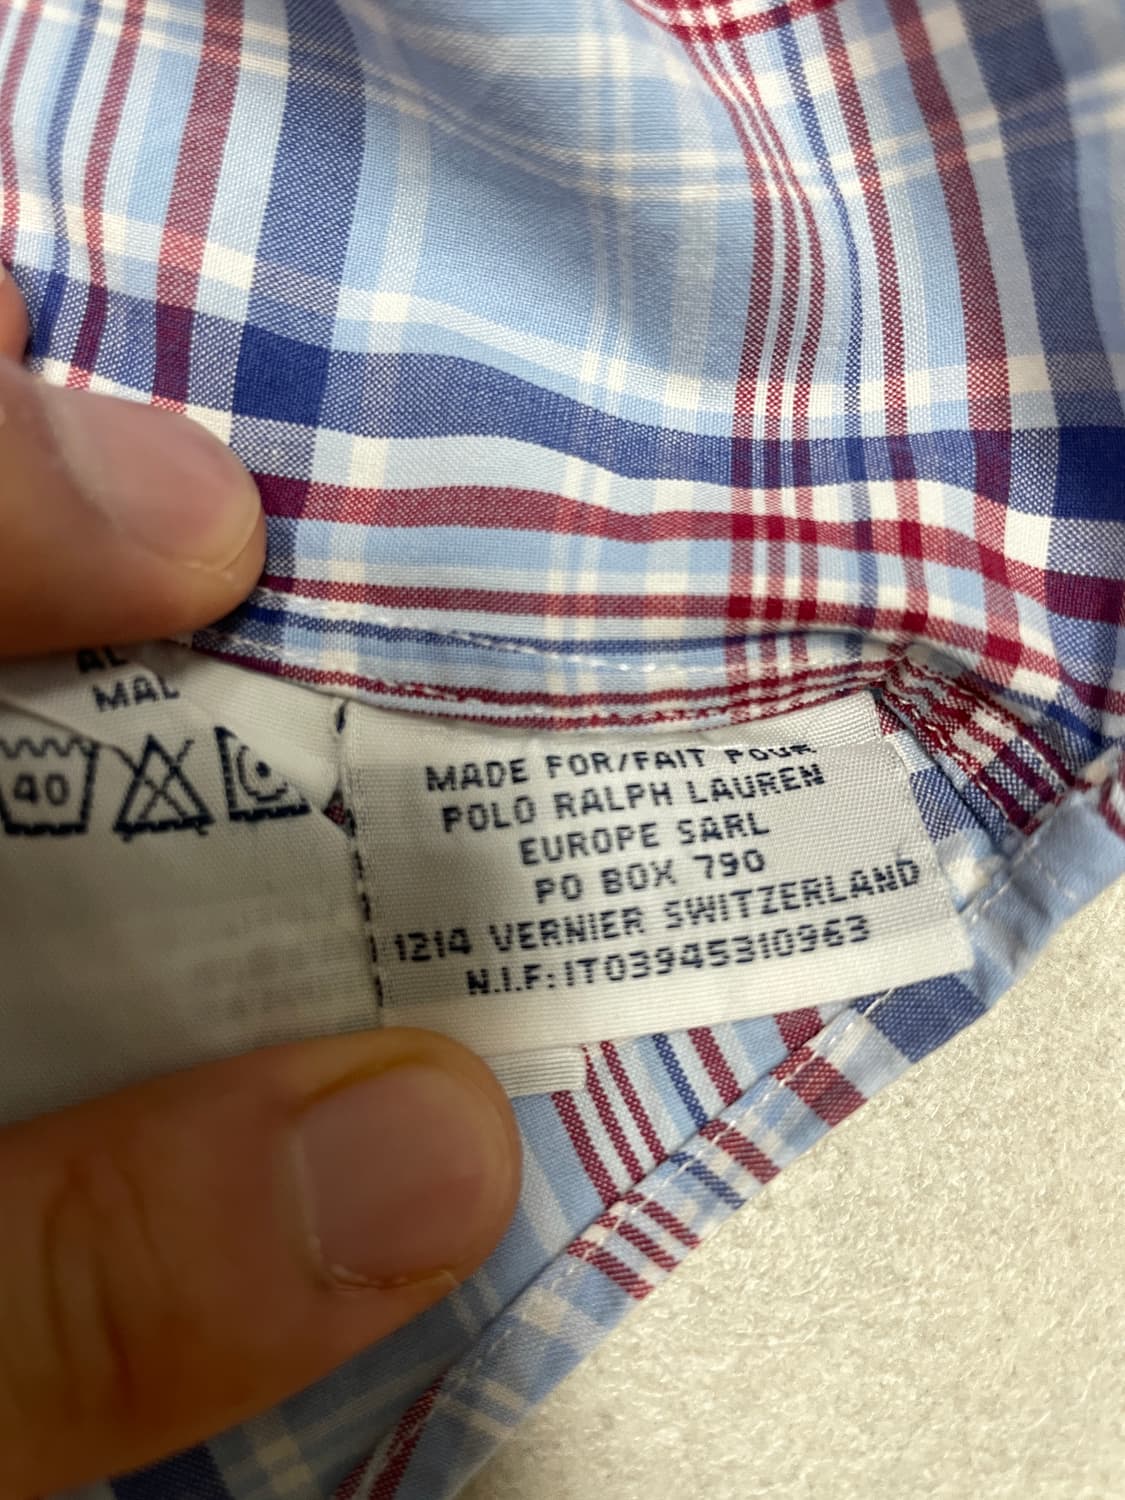 MAL
40
MADE FOR/FAIT POUR
POLO RALPH LAUREN
EUROPE SARL
PO BOX 790
1214 VERNIER SWITZERLAND
N.I.F:IT03945310963